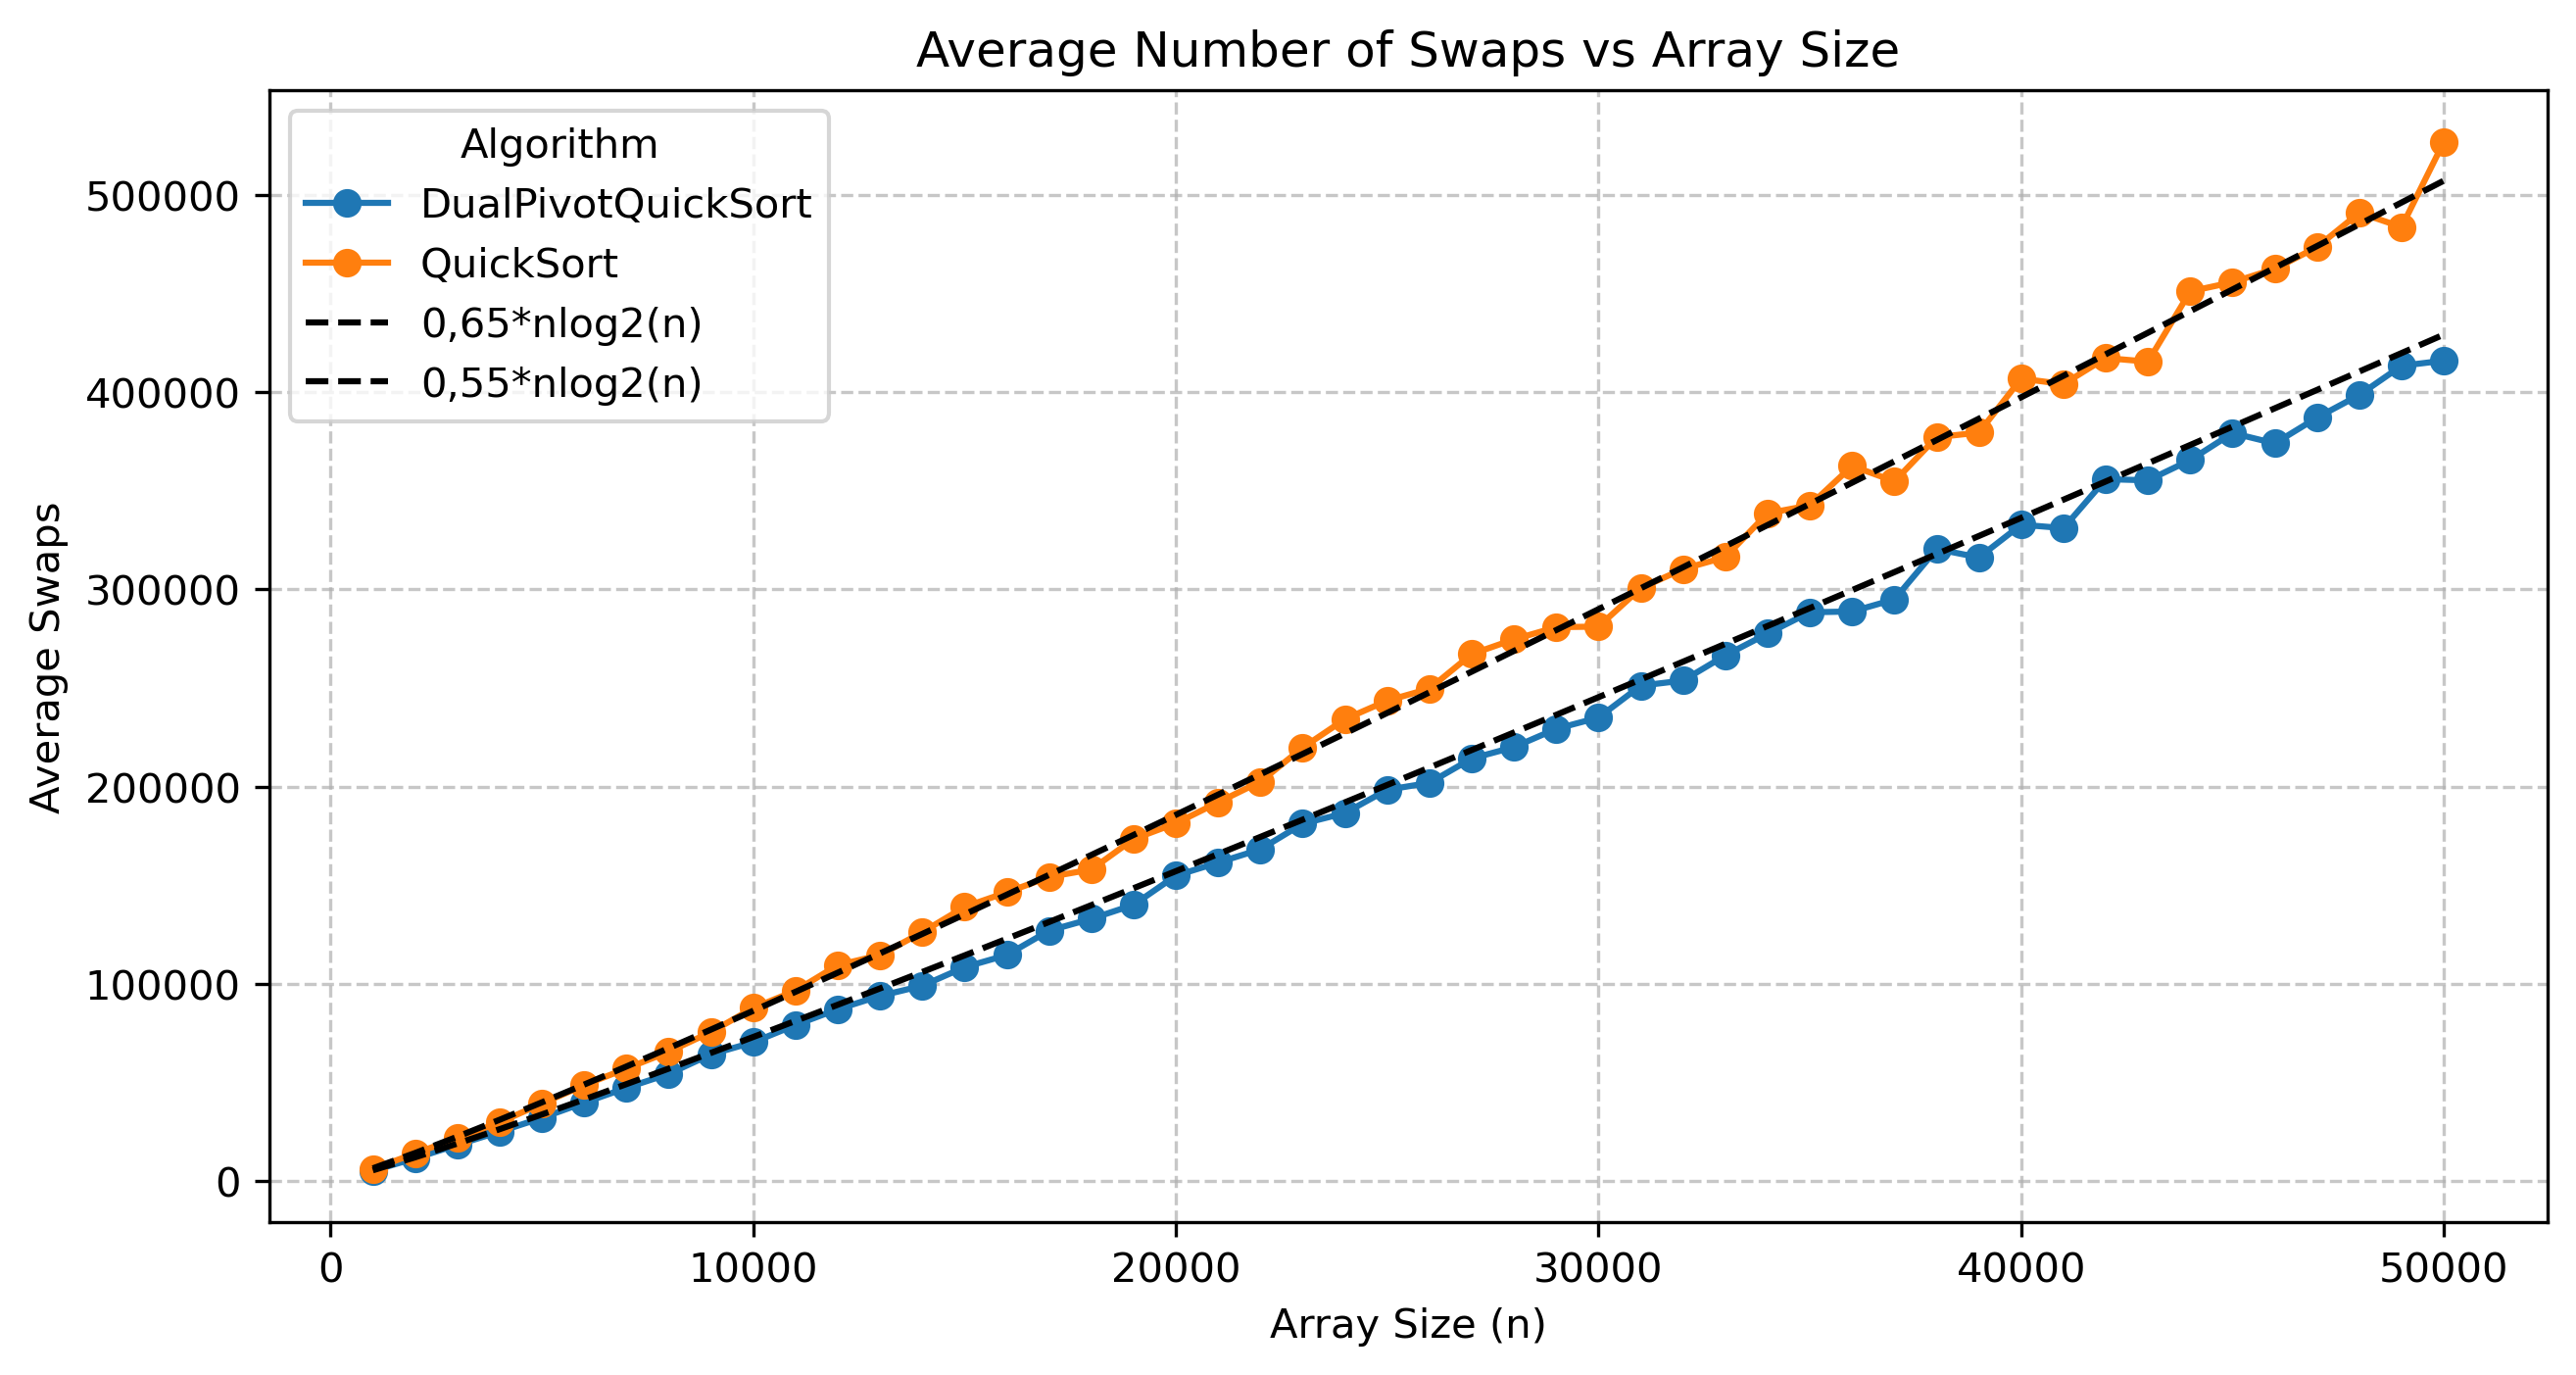 Average Number of Swaps vs Array Size
Algorithm
DualPivotQuickSort
QuickSort
0,65*nlog2(n)
0,55*nlog2(n)
Average Swaps
500000
400000
300000
200000
100000
0
0 10000 20000 30000 40000 50000
Array Size (n)